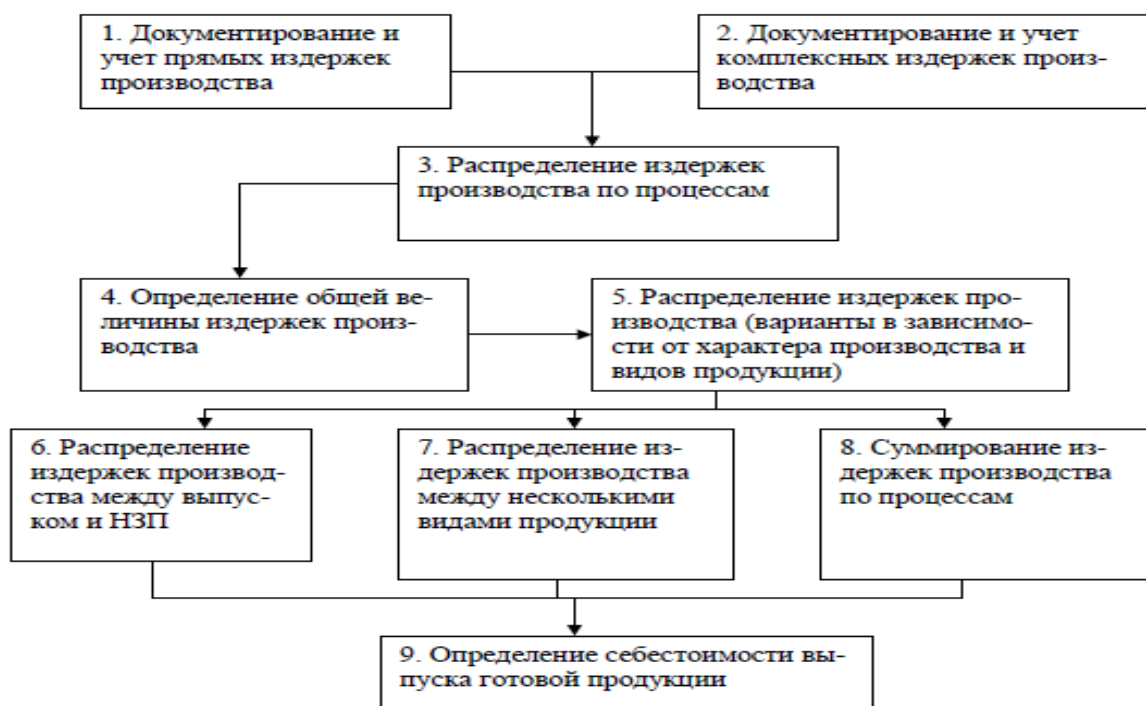 1. Документирование и
учет прямых издержек
производства
2. Документирование и учет
комплексных издержек произ-
водства
3. Распределение издержек
производства по процессам
4. Определение общей ве-
личины издержек произ-
водства
5. Распределение издержек про-
изводства (варианты в зависимо-
сти от характера производства и
видов продукции)
6. Распределение
издержек производ-
ства между выпус-
ком и НЗП
7. Распределение из-
держек производства
между несколькими
видами продукции
8. Суммирование из-
держек производства
по процессам
9. Определение себестоимости вы-
пуска готовой продукции